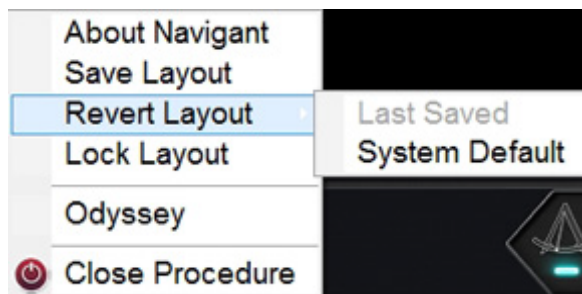 About Navigant
Save Layout
Revert Layout
Last Saved
System Default
Lock Layout
Odyssey
Close Procedure